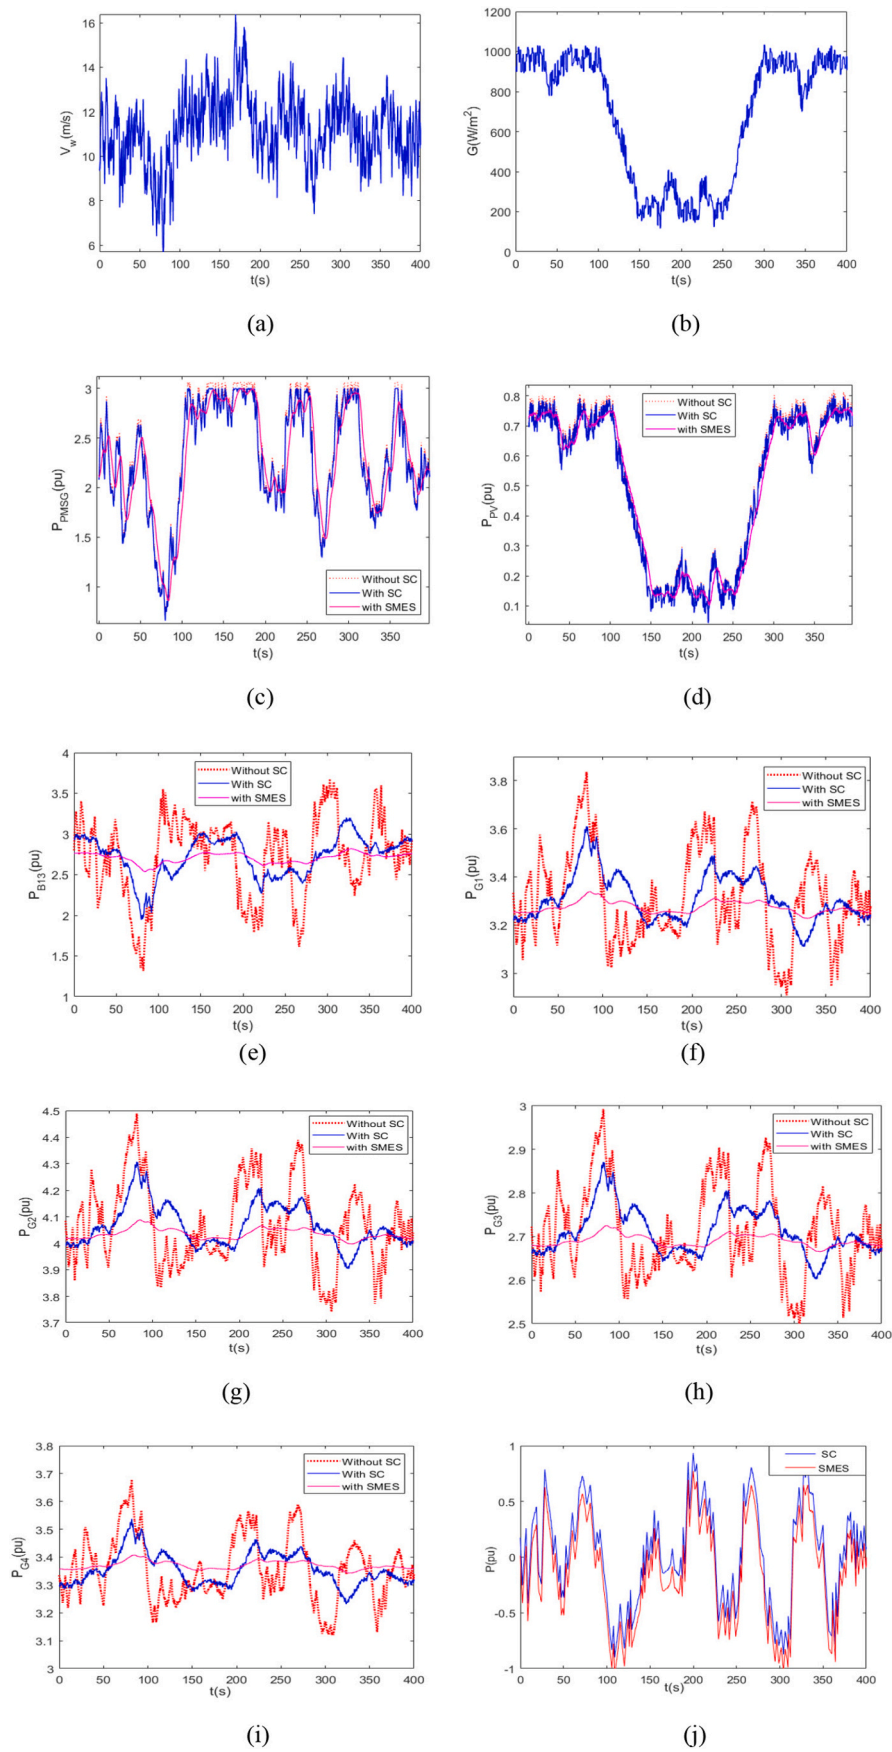 16
14
12
10
8
6
V_w(m/s)
0 50 100 150 200 250 300 350 400
t(s)
(a)
1200
1000
800
600
400
200
0
G(W/m²)
0 50 100 150 200 250 300 350 400
t(s)
(b)
3
2.5
2
1.5
1
P_PMSG(pu)
Without SC
With SC
with SMES
0 50 100 150 200 250 300 350
t(s)
(c)
0.8
0.7
0.6
0.5
0.4
0.3
0.2
0.1
P_PV(pu)
Without SC
With SC
with SMES
0 50 100 150 200 250 300 350
t(s)
(d)
4
3.5
3
2.5
2
1.5
1
P_B13(pu)
Without SC
With SC
with SMES
0 50 100 150 200 250 300 350 400
t(s)
(e)
3.8
3.6
3.4
3.2
3
P_G1(pu)
Without SC
With SC
with SMES
0 50 100 150 200 250 300 350 400
t(s)
(f)
4.5
4.4
4.3
4.2
4.1
4
3.9
3.8
3.7
P_G2(pu)
Without SC
With SC
with SMES
0 50 100 150 200 250 300 350 400
t(s)
(g)
3
2.9
2.8
2.7
2.6
2.5
P_G3(pu)
Without SC
With SC
with SMES
0 50 100 150 200 250 300 350 400
t(s)
(h)
3.8
3.7
3.6
3.5
3.4
3.3
3.2
3.1
3
P_G4(pu)
Without SC
With SC
with SMES
0 50 100 150 200 250 300 350 400
t(s)
(i)
1
0.5
0
-0.5
-1
P(pu)
SC
SMES
0 50 100 150 200 250 300 350 400
t(s)
(j)